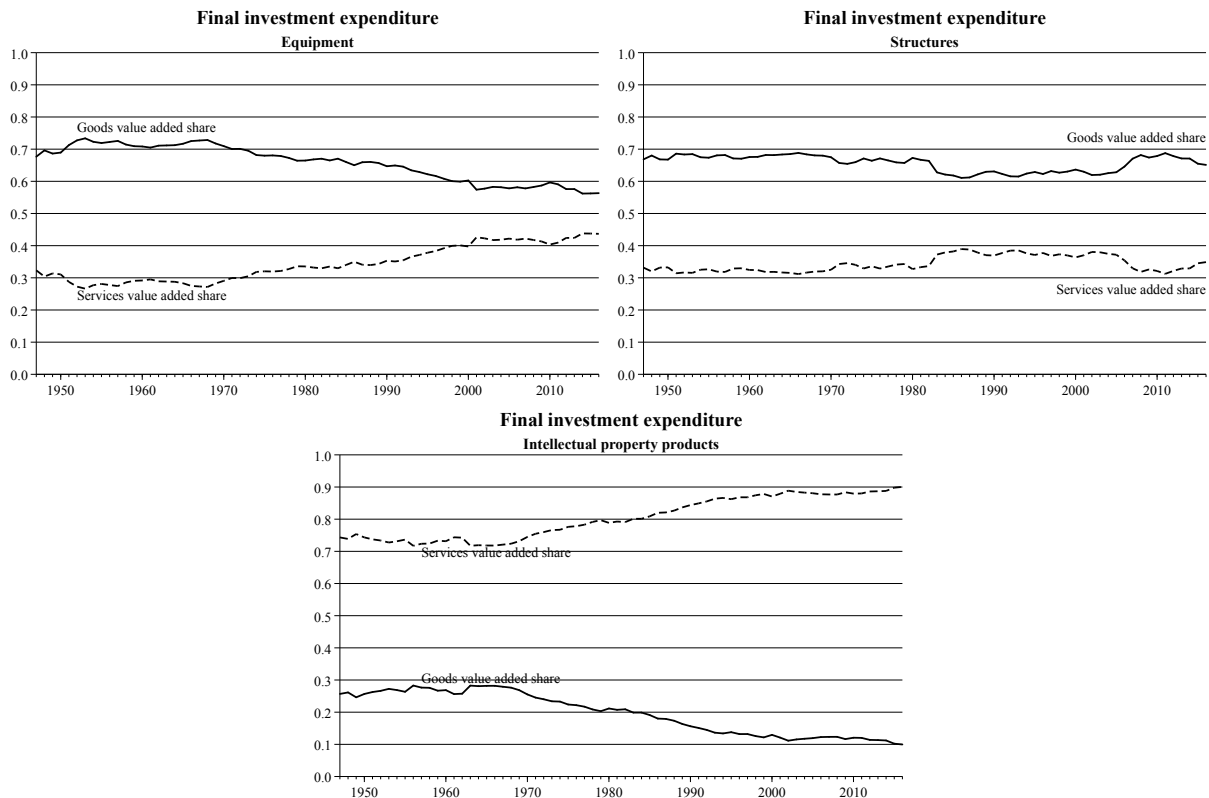 Final investment expenditure
Equipment
1.0
0.9
0.8
Goods value added share
0.7
0.6
0.5
0.4
0.3
Services value added share
0.2
0.1
0.0
1950 1960 1970 1980 1990 2000 2010
Final investment expenditure
Structures
1.0
0.9
0.8
Goods value added share
0.7
0.6
0.5
0.4
0.3
Services value added share
0.2
0.1
0.0
1950 1960 1970 1980 1990 2000 2010
Final investment expenditure
Intellectual property products
1.0
0.9
0.8
0.7
Services value added share
0.6
0.5
0.4
0.3
Goods value added share
0.2
0.1
0.0
1950 1960 1970 1980 1990 2000 2010